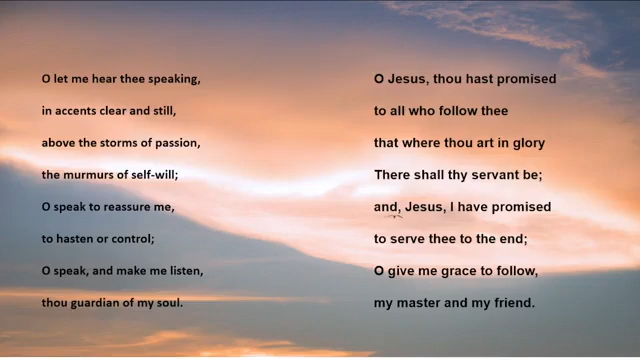 O let me hear thee speaking,
in accents clear and still,
above the storms of passion,
the murmurs of self-will;
O speak to reassure me,
to hasten or control;
O speak, and make me listen,
thou guardian of my soul.
O Jesus, thou hast promised
to all who follow thee
that where thou art in glory
There shall thy servant be;
and, Jesus, I have promised
to serve thee to the end;
O give me grace to follow,
my master and my friend.